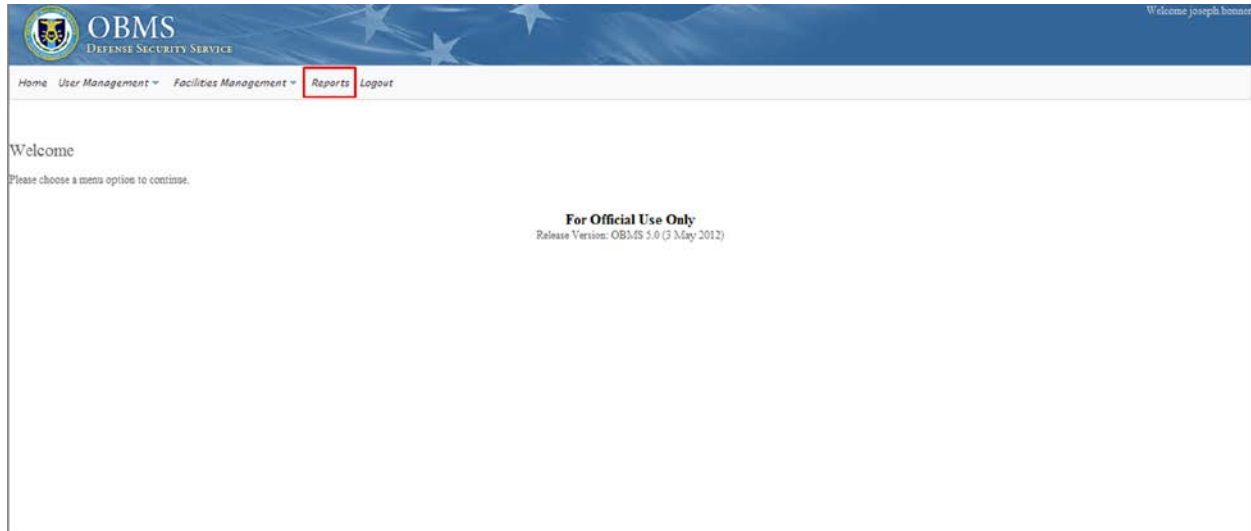 Welcome joseph.bonner
OBMS
DEFENSE SECURITY SERVICE
Home User Management Facilities Management Reports Logout
Welcome
Please choose a menu option to continue.
For Official Use Only
Release Version: OBMS 5.0 (3 May 2012)